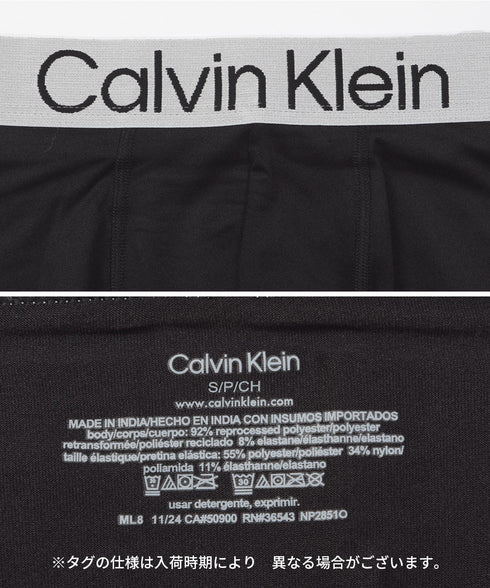 Calvin Klein
Calvin Klein
S/P/CH
www.calvinklein.com
MADE IN INDIA/HECHO EN INDIA CON INSUMOS IMPORTADOS
body/corps/cuerpo: 92% reprocessed polyester/polyester
retransformée/poliéster reciclado 8% elastane/élasthanne/elastano
taille élastique/pretina elástica: 55% polyester/poliéster 34% nylon/
poliamida 11% élasthanne/elastano
30
usar detergente, exprimir.
ML8 11/24 CA#50900 RN#36543 NP2851O
※タグの仕様は入荷時期により 異なる場合がございます。